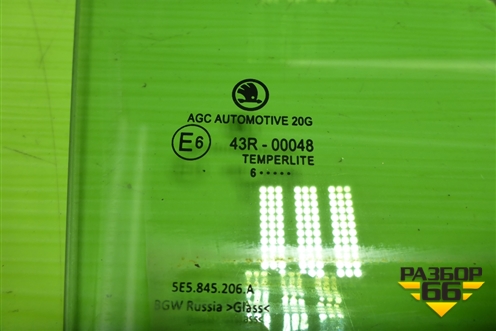 AGC AUTOMOTIVE 20G
E6 43R - 00048
TEMPERLITE
6 •••••
5E5.845.206.A
BGW Russia >Glass<
РАЗБОР
66